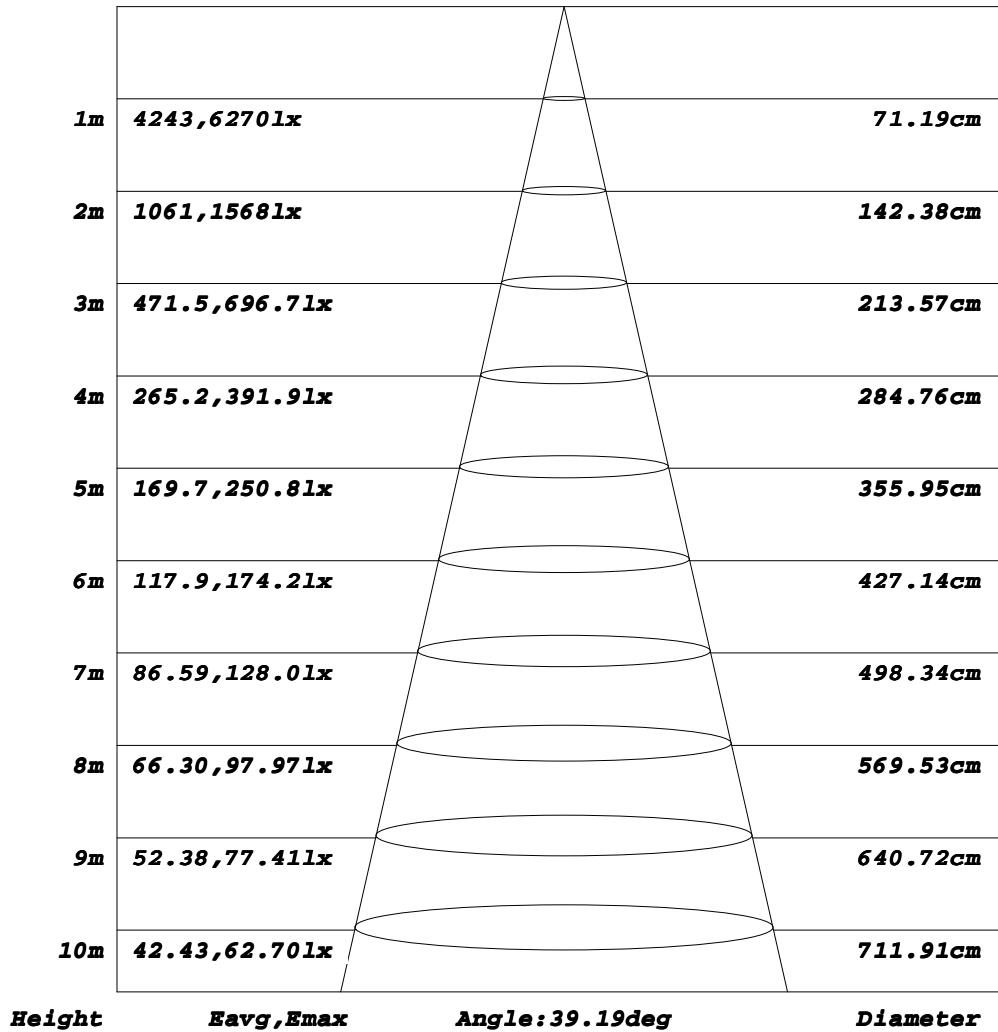 1m 4243,6270lx 71.19cm
2m 1061,1568lx 142.38cm
3m 471.5,696.7lx 213.57cm
4m 265.2,391.9lx 284.76cm
5m 169.7,250.8lx 355.95cm
6m 117.9,174.2lx 427.14cm
7m 86.59,128.0lx 498.34cm
8m 66.30,97.97lx 569.53cm
9m 52.38,77.41lx 640.72cm
10m 42.43,62.70lx 711.91cm
Height Eavg,Emax Angle:39.19deg Diameter